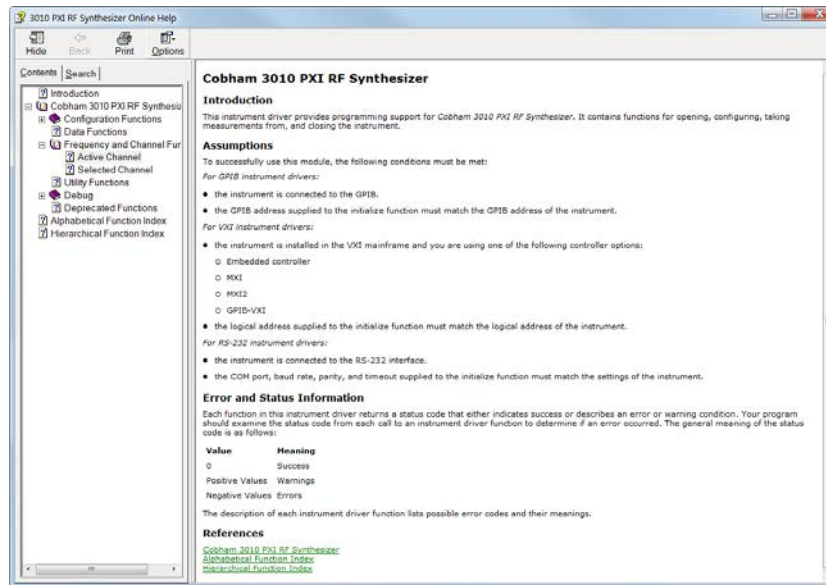 3010 PXI RF Synthesizer Online Help
Hide Back Print Options
Contents Search
Introduction
Cobham 3010 PXI RF Synthesiz
Configuration Functions
Data Functions
Frequency and Channel Fur
Active Channel
Selected Channel
Utility Functions
Debug
Deprecated Functions
Alphabetical Function Index
Hierarchical Function Index
Cobham 3010 PXI RF Synthesizer
Introduction
This instrument driver provides programming support for Cobham 3010 PXI RF Synthesizer. It contains functions for opening, configuring, taking
measurements from, and closing the instrument.
Assumptions
To successfully use this module, the following conditions must be met:
For GPIB instrument drivers:
• the instrument is connected to the GPIB.
• the GPIB address supplied to the initialize function must match the GPIB address of the instrument.
For VXI instrument drivers:
• the instrument is installed in the VXI mainframe and you are using one of the following controller options:
o Embedded controller
o MXI
o MXI2
o GPIB-VXI
• the logical address supplied to the initialize function must match the logical address of the instrument.
For RS-232 instrument drivers:
• the instrument is connected to the RS-232 interface.
• the COM port, baud rate, parity, and timeout supplied to the initialize function must match the settings of the instrument.
Error and Status Information
Each function in this instrument driver returns a status code that either indicates success or describes an error or warning condition. Your program
should examine the status code from each call to an instrument driver function to determine if an error occurred. The general meaning of the status
code is as follows:
Value Meaning
0 Success
Positive Values Warnings
Negative Values Errors
The description of each instrument driver function lists possible error codes and their meanings.
References
Cobham 3010 PXI RF Synthesizer
Alphabetical Function Index
Hierarchical Function Index